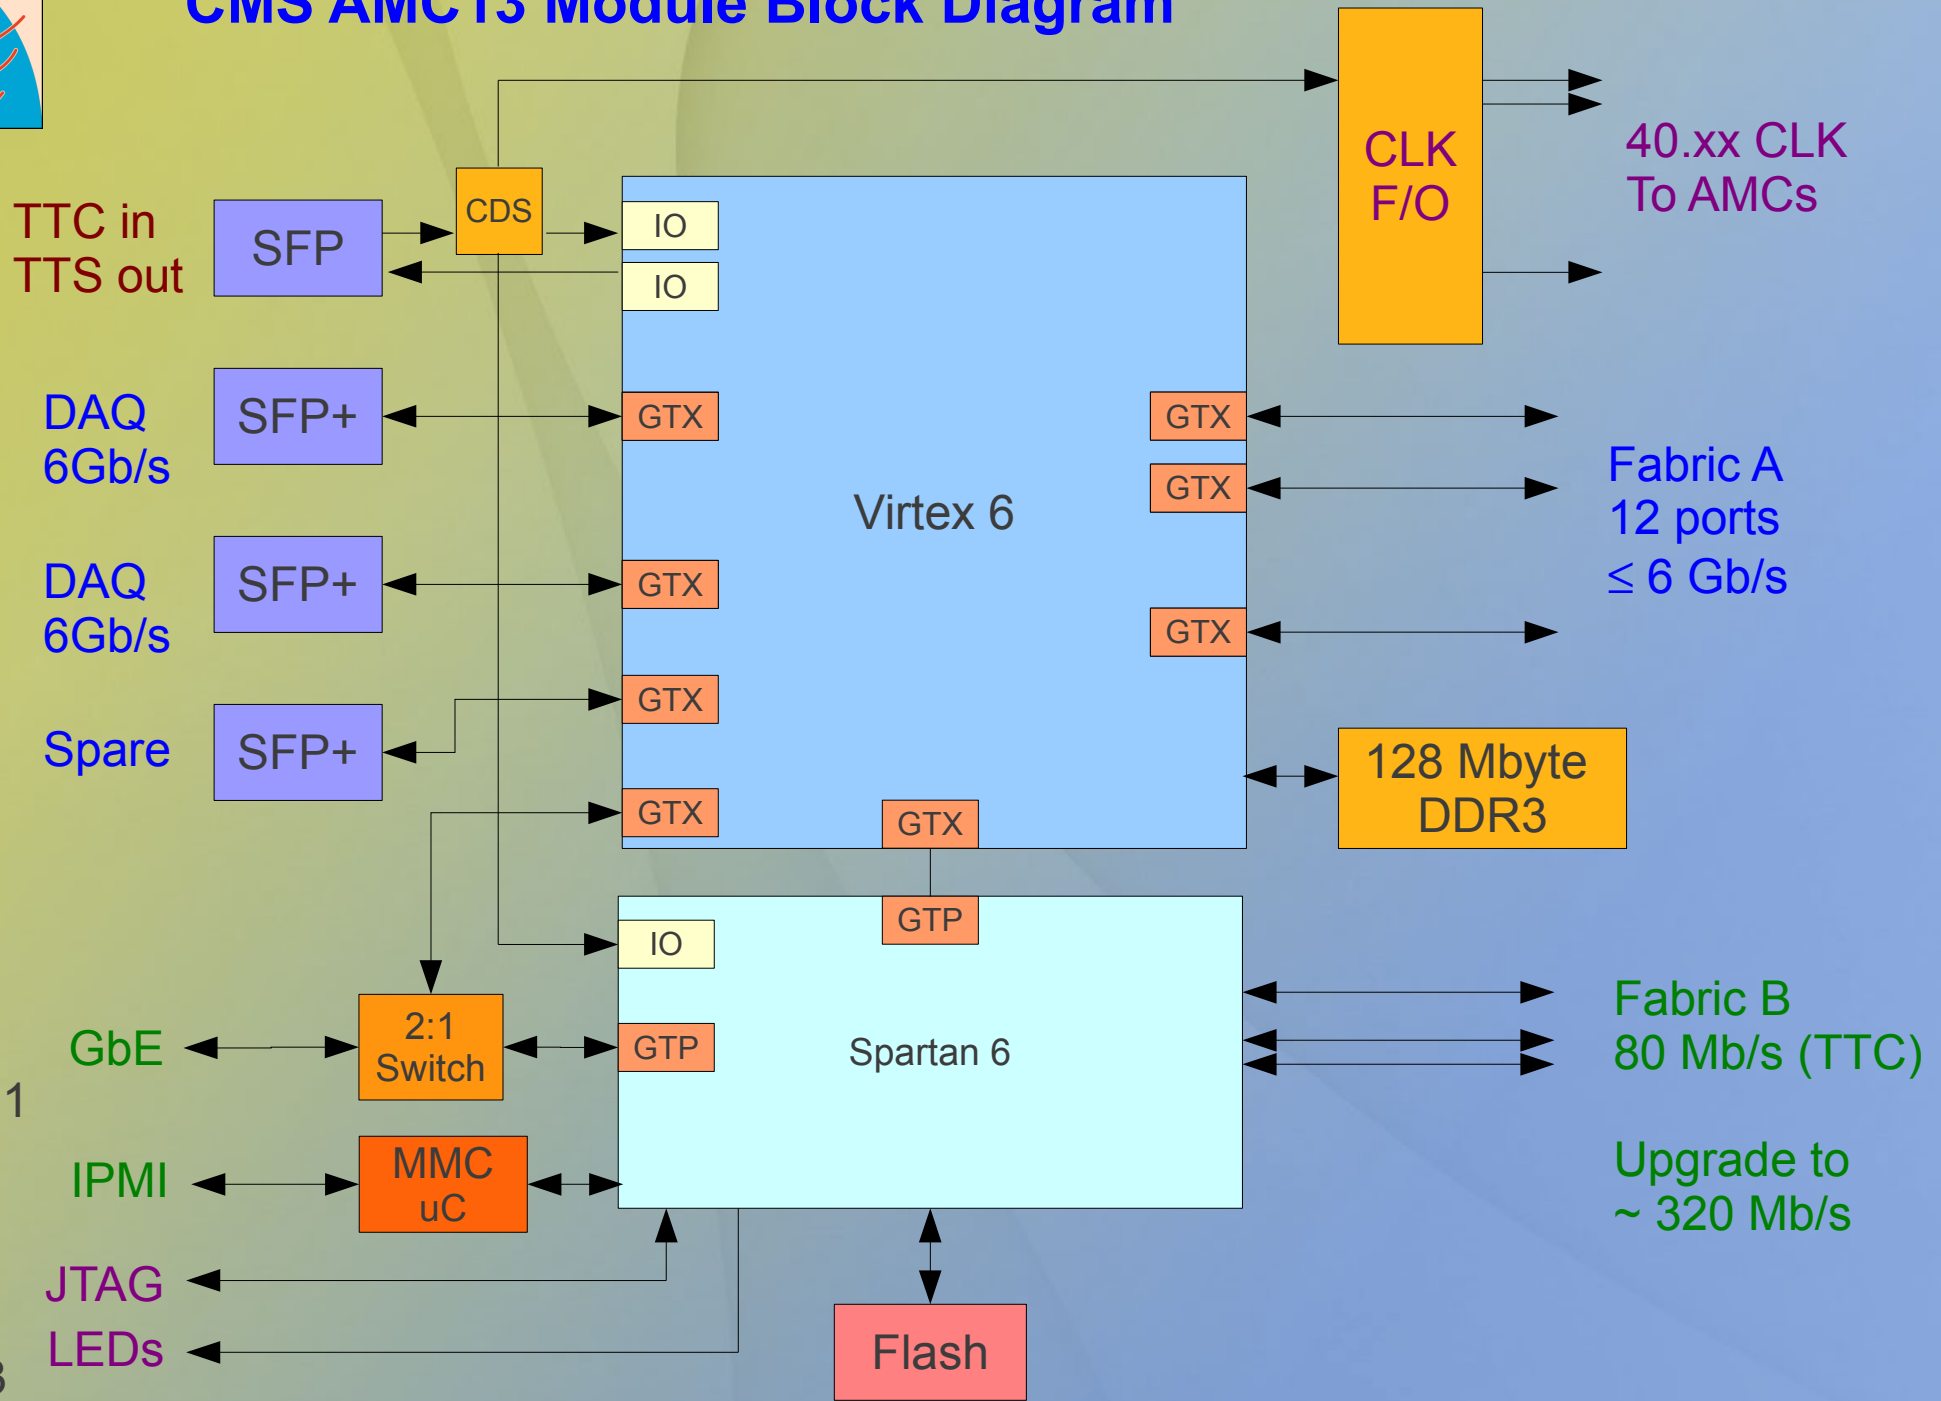 CMS AMC13 Module Block Diagram
TTC in
TTS out
SFP
CDS
IO
IO
CLK
F/O
40.xx CLK
To AMCs
DAQ
6Gb/s
SFP+
GTX
GTX
GTX
Virtex 6
Fabric A
12 ports
≤ 6 Gb/s
DAQ
6Gb/s
SFP+
GTX
GTX
Spare
SFP+
GTX
GTX
GTX
128 Mbyte
DDR3
GTP
IO
GbE
2:1
Switch
GTP
Spartan 6
Fabric B
80 Mb/s (TTC)
Upgrade to
~ 320 Mb/s
1
IPMI
MMC
uC
JTAG
LEDs
Flash
3